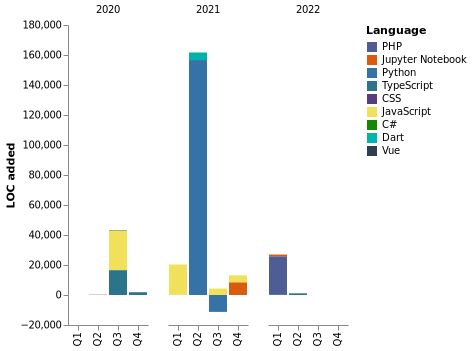 2020
2021
2022
180,000
160,000
140,000
120,000
100,000
80,000
60,000
40,000
20,000
0
−20,000
LOC added
Q1
Q2
Q3
Q4
Q1
Q2
Q3
Q4
Q1
Q2
Q3
Q4
Language
PHP
Jupyter Notebook
Python
TypeScript
CSS
JavaScript
C#
Dart
Vue